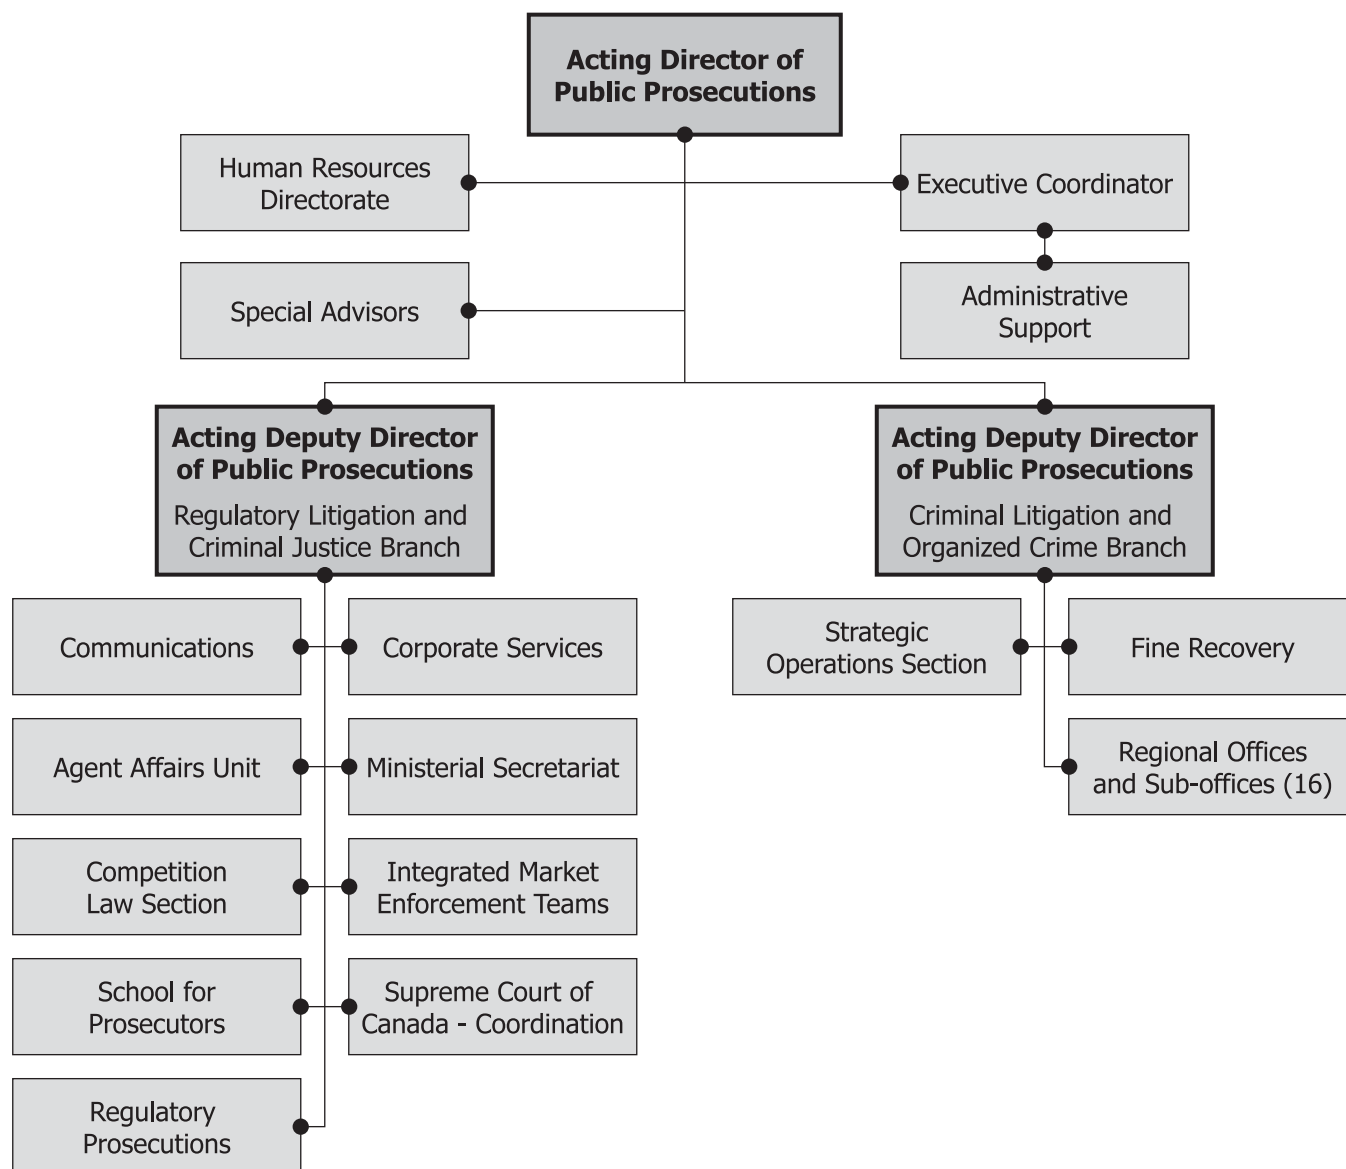 Acting Director of
Public Prosecutions
Human Resources
Directorate
Executive Coordinator
Special Advisors
Administrative
Support
Acting Deputy Director
of Public Prosecutions
Regulatory Litigation and
Criminal Justice Branch
Acting Deputy Director
of Public Prosecutions
Criminal Litigation and
Organized Crime Branch
Communications
Corporate Services
Agent Affairs Unit
Ministerial Secretariat
Competition
Law Section
Integrated Market
Enforcement Teams
School for
Prosecutors
Supreme Court of
Canada - Coordination
Regulatory
Prosecutions
Strategic
Operations Section
Fine Recovery
Regional Offices
and Sub-offices (16)